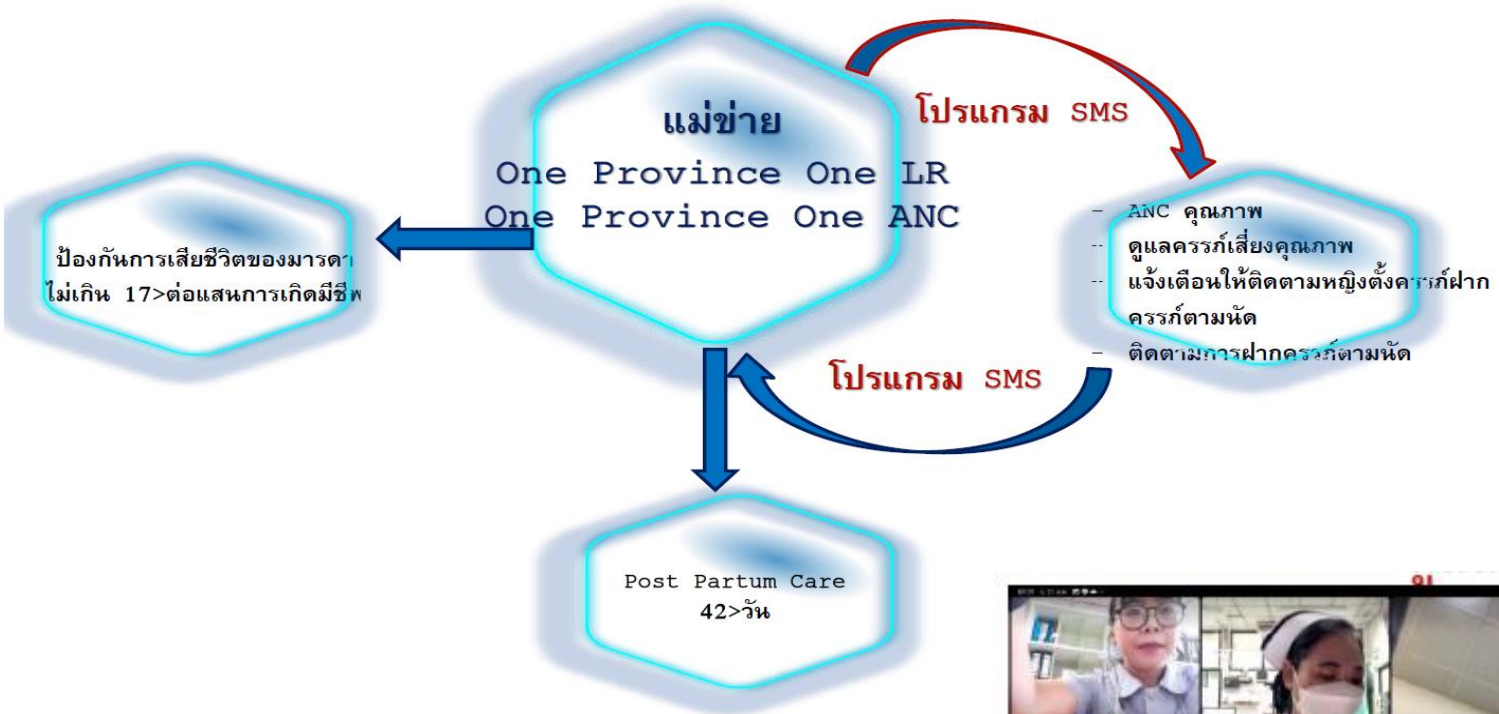 แม่ข่าย
One Province One LR
One Province One ANC
โปรแกรม SMS
ป้องกันการเสียชีวิตของมารดา
ไม่เกิน 17>ต่อแสนการเกิดมีชีพ
– ANC คุณภาพ
-- ดูแลครรภ์เสี่ยงคุณภาพ
-- แจ้งเตือนให้ติดตามหญิงตั้งครรภ์ฝาก
ครรภ์ตามนัด
– ติดตามการฝากครรภ์ตามนัด
โปรแกรม SMS
Post Partum Care
42>วัน